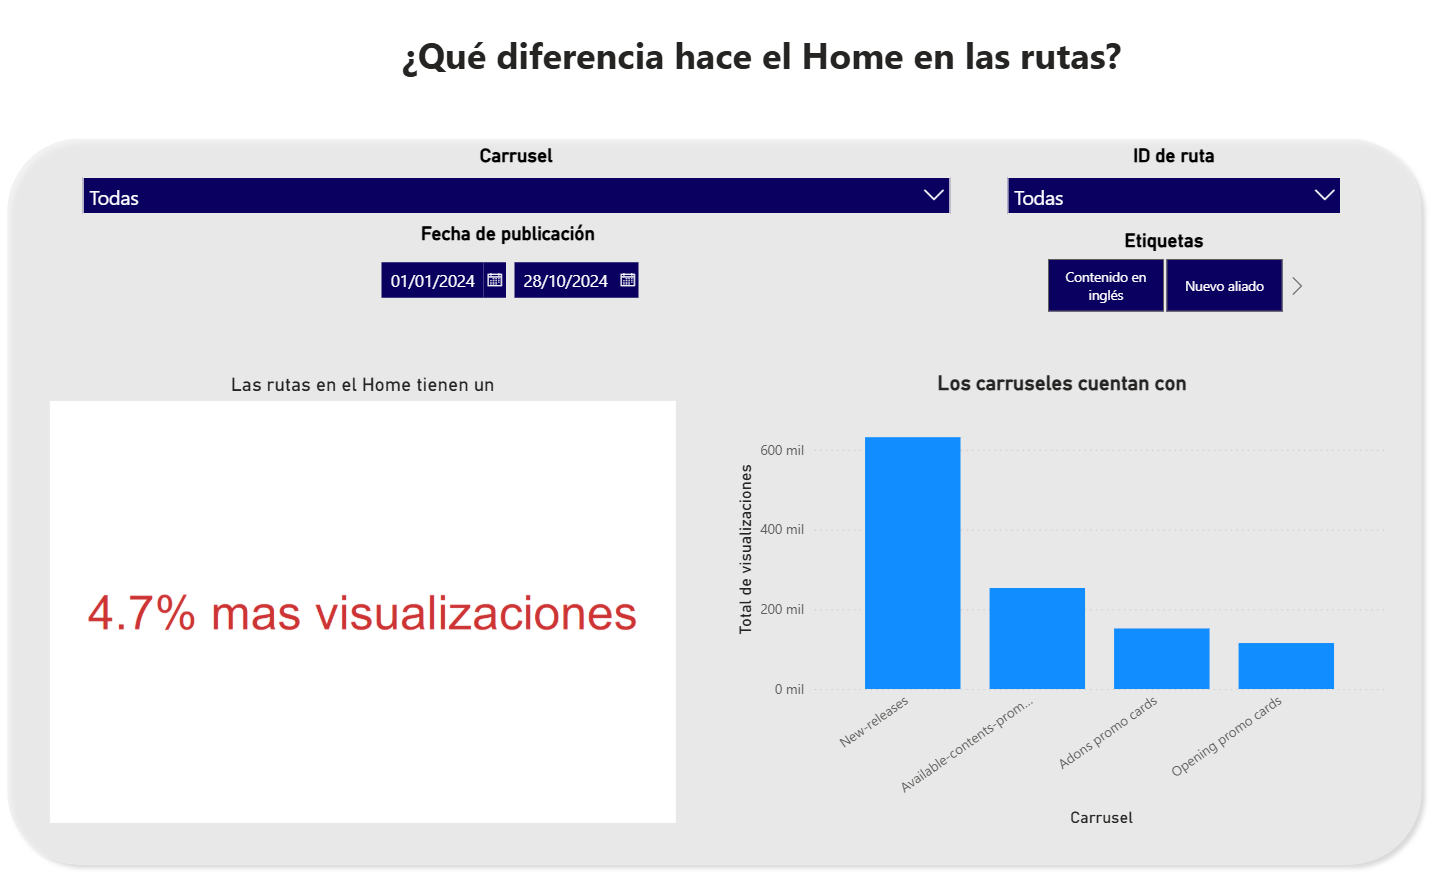 ¿Qué diferencia hace el Home en las rutas?
Carrusel
Todas
ID de ruta
Todas
Fecha de publicación
01/01/2024
28/10/2024
Etiquetas
Contenido en
inglés
Nuevo aliado
Las rutas en el Home tienen un
4.7% mas visualizaciones
Los carruseles cuentan con
Total de visualizaciones
600 mil
400 mil
200 mil
0 mil
New-releases
Available-contents-prom...
Adons promo cards
Opening promo cards
Carrusel